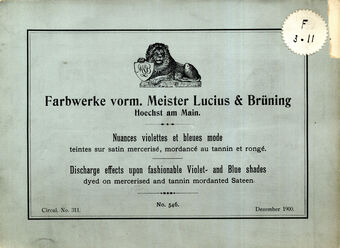 F
3-11
Farbwerke vorm. Meister Lucius & Brüning
Hoechst am Main.
Nuances violettes et bleues mode
teintes sur satin mercerisé, mordancé au tannin et rongé.
Discharge effects upon fashionable Violet- and Blue shades
dyed on mercerised and tannin mordanted Sateen.
No. 546.
Circul. No. 311.
Dezember 1900.